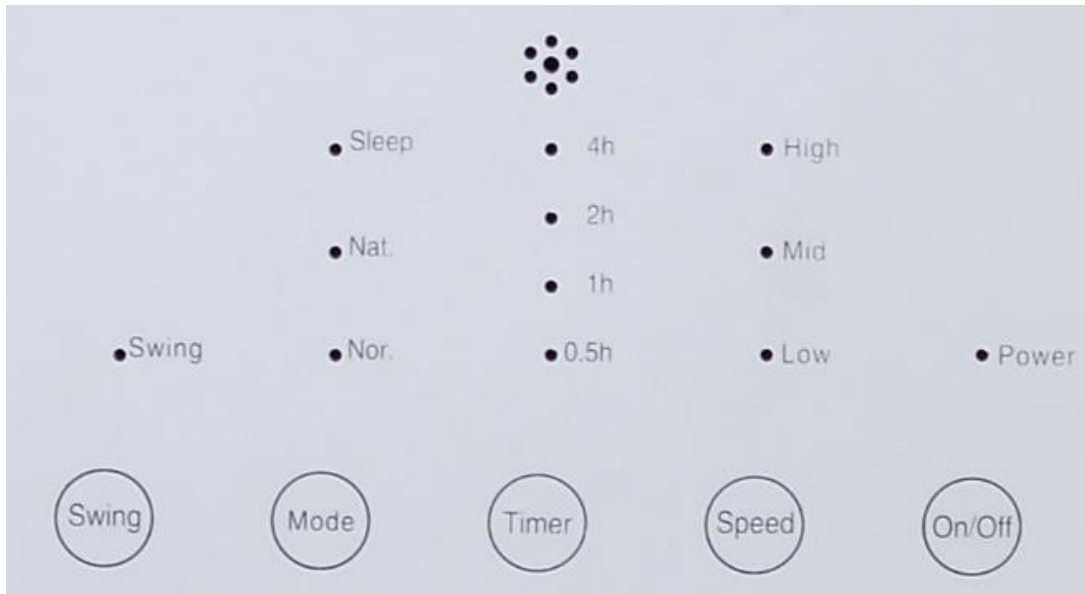 Sleep 4h High
2h
Nat. Mid
1h
Swing Nor. 0.5h Low Power
Swing Mode Timer Speed On/Off